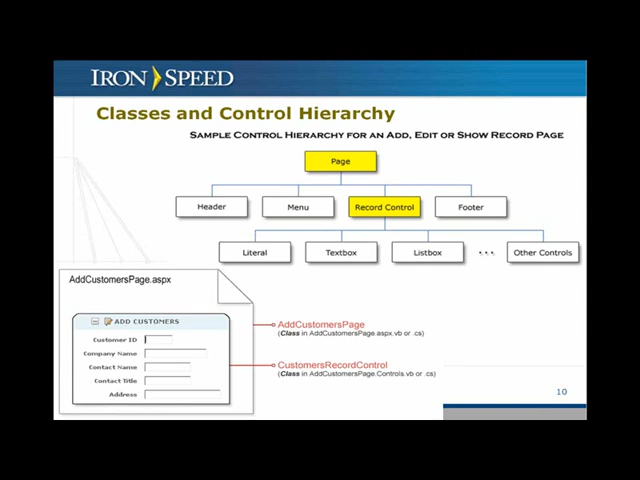 IRON SPEED
Classes and Control Hierarchy
SAMPLE CONTROL HIERARCHY FOR AN ADD, EDIT OR SHOW RECORD PAGE
Page
Header Menu Record Control Footer
Literal Textbox Listbox ... Other Controls
AddCustomersPage.aspx
ADD CUSTOMERS
Customer ID
Company Name
Contact Name
Contact Title
Address
AddCustomersPage
(Class in AddCustomersPage.aspx.vb or .cs)
CustomersRecordControl
(Class in AddCustomersPage.Controls.vb or .cs)
10